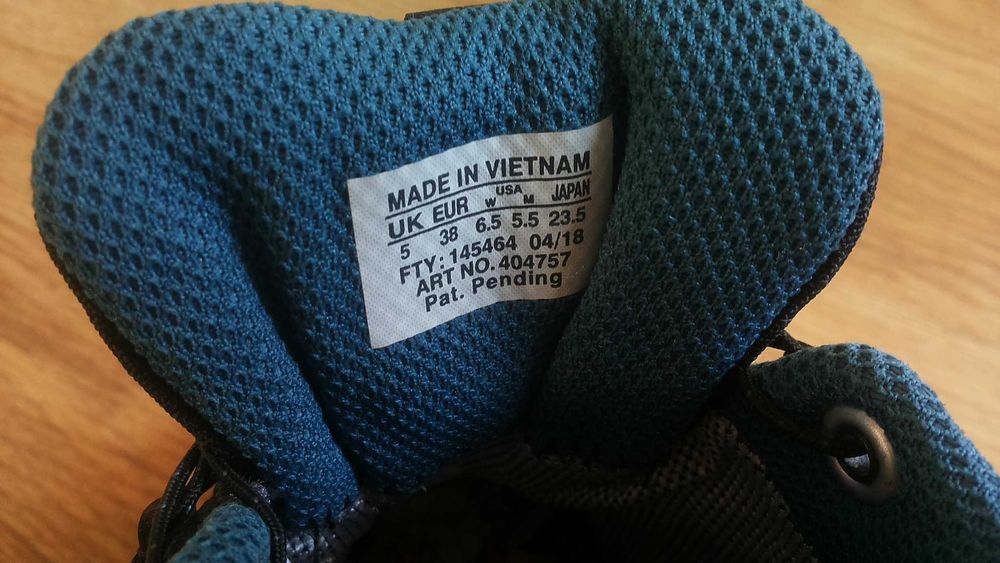 MADE IN VIETNAM
USA
UK EUR W M JAPAN
5 38 6.5 5.5 23.5
FTY: 145464 04/18
ART NO. 404757
Pat. Pending